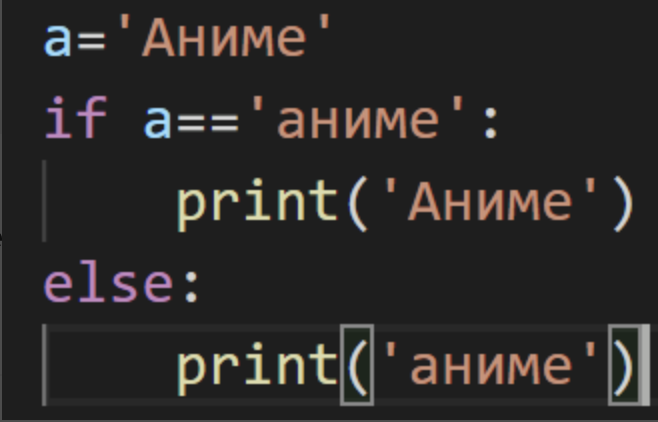 a='Аниме'
if a=='аниме':
    print('Аниме')
else:
    print('аниме')